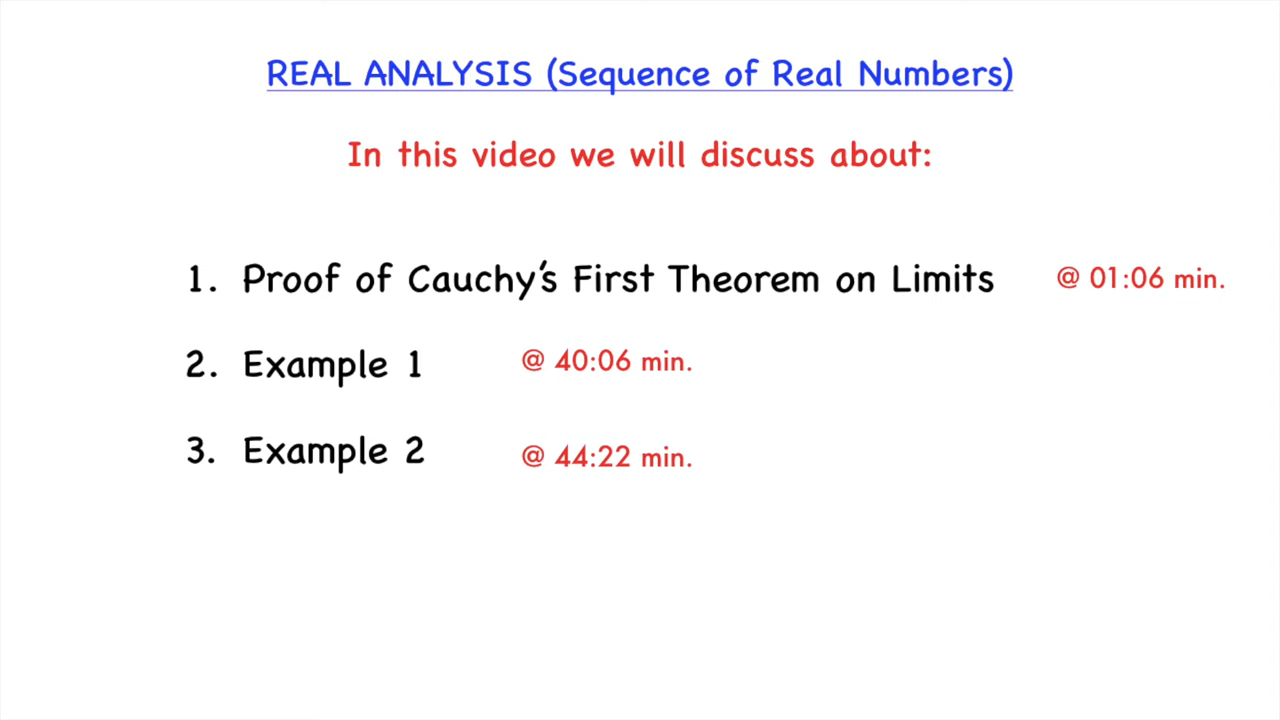 REAL ANALYSIS (Sequence of Real Numbers)
In this video we will discuss about:
1. Proof of Cauchy's First Theorem on Limits @ 01:06 min.
2. Example 1 @ 40:06 min.
3. Example 2 @ 44:22 min.